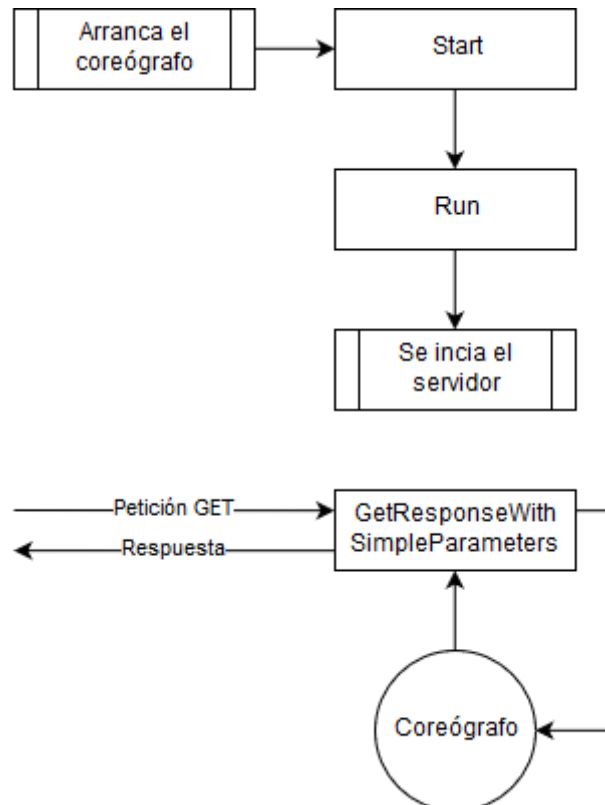 Arranca el
coreógrafo
Start
Run
Se incia el
servidor
Petición GET
Respuesta
GetResponseWith
SimpleParameters
Coreógrafo